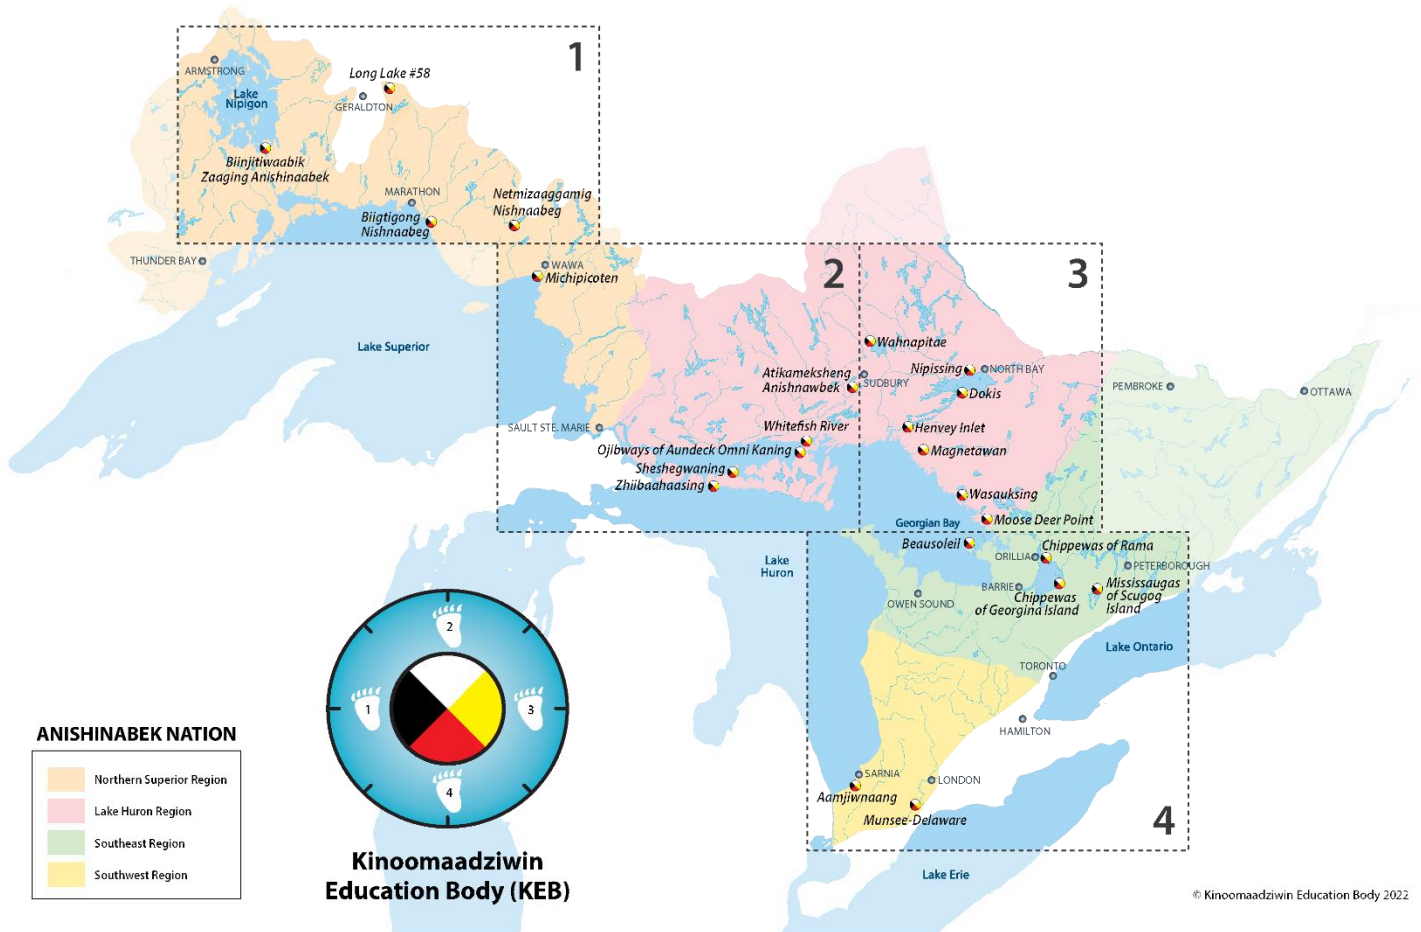 1
ARMSTRONG
Long Lake #58
Lake
Nipigon
GERALDTON
Biinjitiwaabik
Zaaging Anishinaabek
MARATHON
Netmizaaggamig
Nishnaabeg
Biigtigong
Nishnaabeg
THUNDER BAY
WAWA
Michipicoten
2
3
Lake Superior
Wahnapitae
Atikameksheng
Anishnawbek
SUDBURY
Nipissing
NORTH BAY
Dokis
PEMBROKE
OTTAWA
SAULT STE. MARIE
Whitefish River
Henvey Inlet
Ojibways of Aundeck Omni Kaning
Magnetawan
Sheshegwaning
Zhiibaahaasing
Wasauksing
Georgian Bay
Moose Deer Point
Beausoleil
ORILLIA
Chippewas of Rama
Lake
Huron
PETERBOROUGH
BARRIE
Chippewas
of Georgina Island
Mississaugas
of Scugog
Island
OWEN SOUND
Lake Ontario
TORONTO
HAMILTON
SARNIA
LONDON
Aamjiwnaang
Munsee-Delaware
4
Lake Erie
2
1
3
4
Kinoomaadziwin
Education Body (KEB)
ANISHINABEK NATION
Northern Superior Region
Lake Huron Region
Southeast Region
Southwest Region
© Kinoomaadziwin Education Body 2022